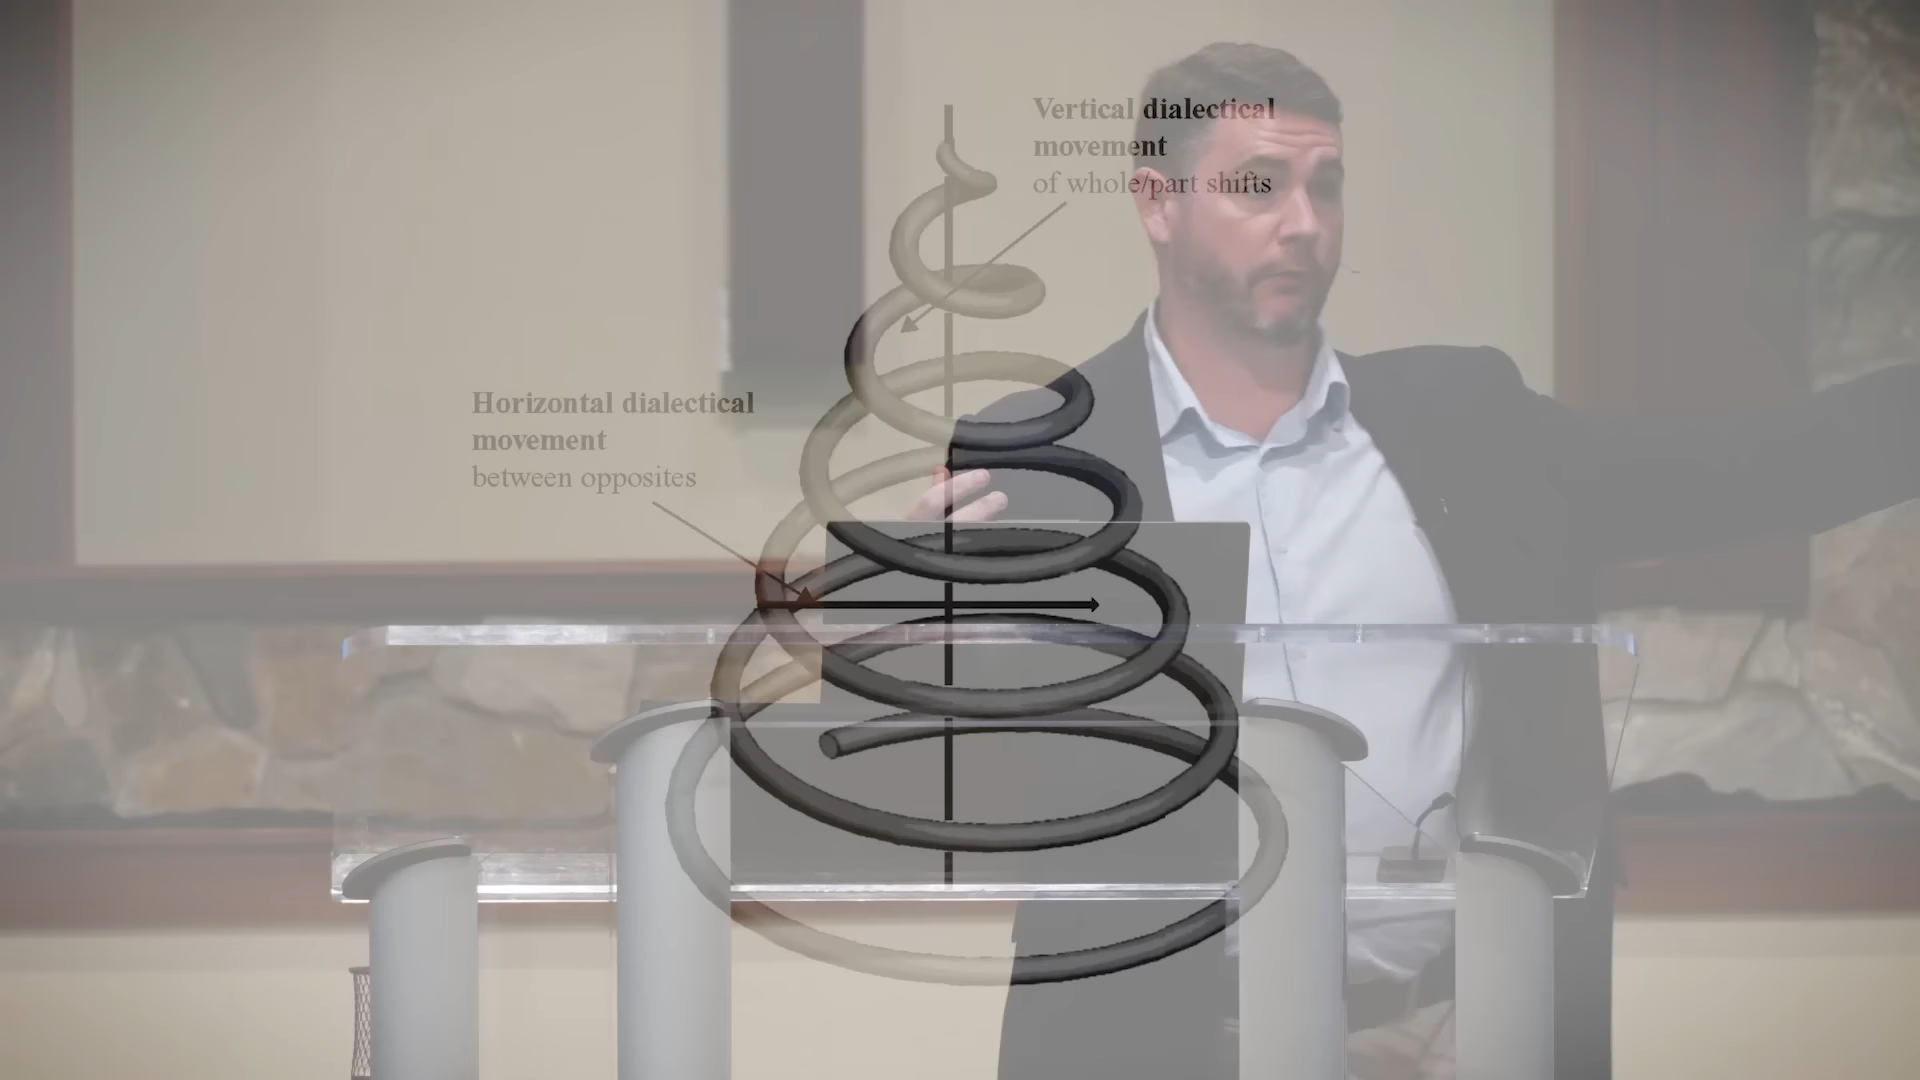 Vertical dialectical
movement
of whole/part shifts
Horizontal dialectical
movement
between opposites